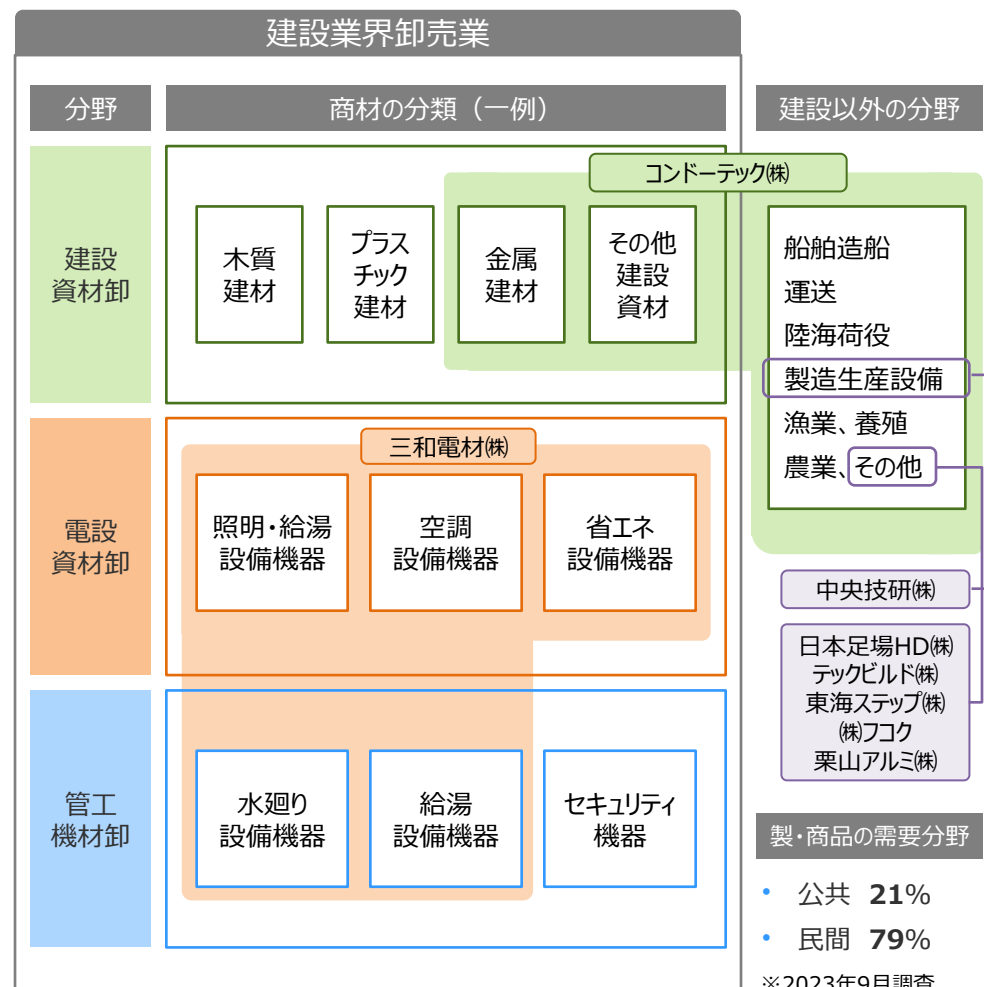 建設業界卸売業
分野
商材の分類（一例）
建設以外の分野
コンドーテック㈱
建設
資材卸
木質
建材
プラス
チック
建材
金属
建材
その他
建設
資材
船舶造船
運送
陸海荷役
製造生産設備
漁業、養殖
農業、その他
三和電材㈱
電設
資材卸
照明・給湯
設備機器
空調
設備機器
省エネ
設備機器
中央技研㈱
日本足場HD㈱
テックビルド㈱
東海ステップ㈱
㈱フコク
栗山アルミ㈱
管工
機材卸
水廻り
設備機器
給湯
設備機器
セキュリティ
機器
製・商品の需要分野
• 公共 21%
• 民間 79%
※2023年9月調査